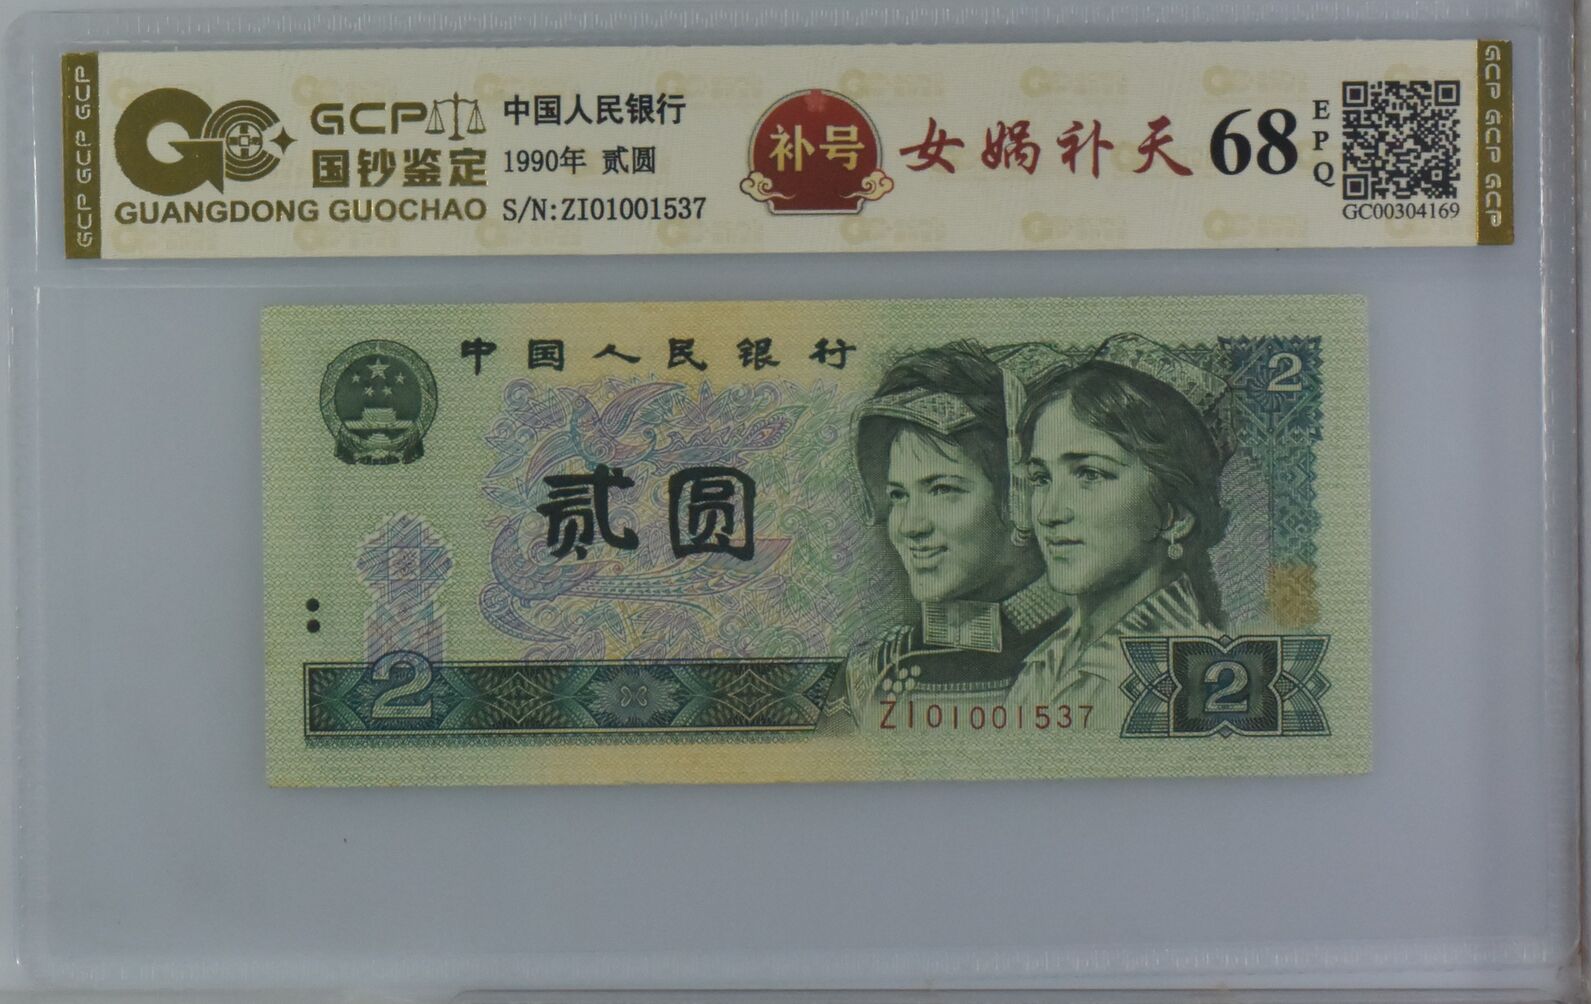 GCP GCP GCP
GCP
国钞鉴定
GUANGDONG GUOCHAO
中国人民银行
1990年 贰圆
S/N:ZI01001537
补号
女娲补天
68
EPQ
GC00304169
GCP GCP GCP
中国人民银行
2
贰圆
2
ZI01001537
2